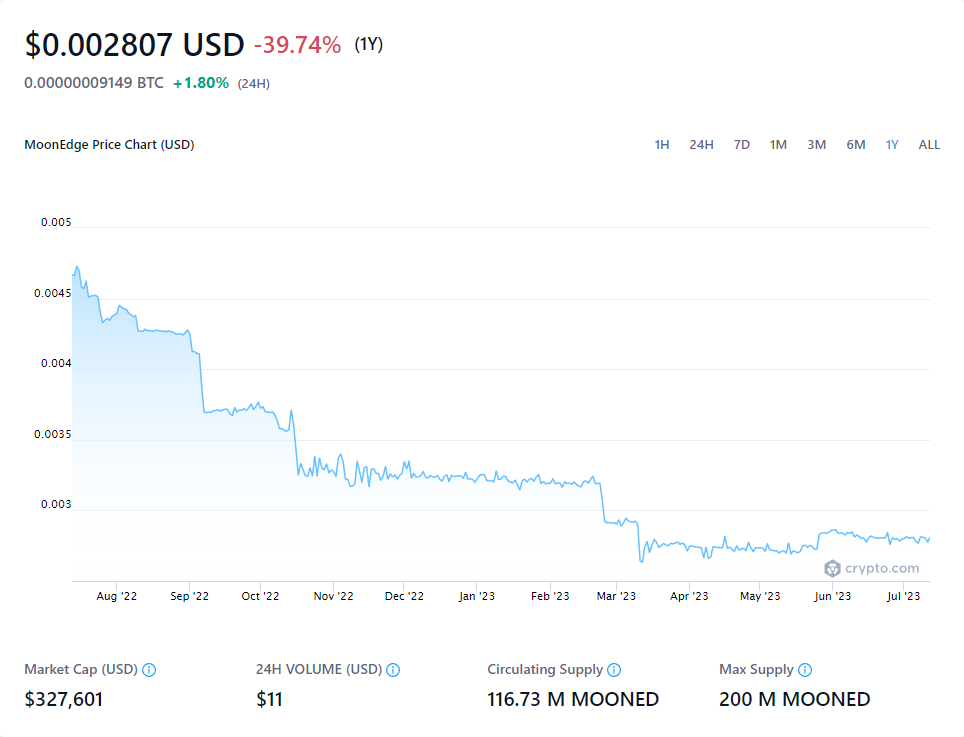 $0.002807 USD -39.74% (1Y)
0.00000009149 BTC +1.80% (24H)
MoonEdge Price Chart (USD) 1H 24H 7D 1M 3M 6M 1Y ALL
0.005
0.0045
0.004
0.0035
0.003
crypto.com
Aug '22 Sep '22 Oct '22 Nov '22 Dec '22 Jan '23 Feb '23 Mar '23 Apr '23 May '23 Jun '23 Jul '23
Market Cap (USD) 24H VOLUME (USD) Circulating Supply Max Supply
$327,601 $11 116.73 M MOONED 200 M MOONED